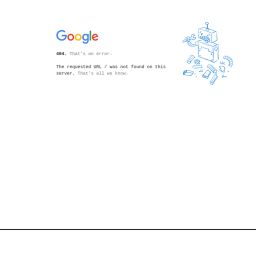 Google
404. That's an error.
The requested URL / was not found on this
server. That's all we know.